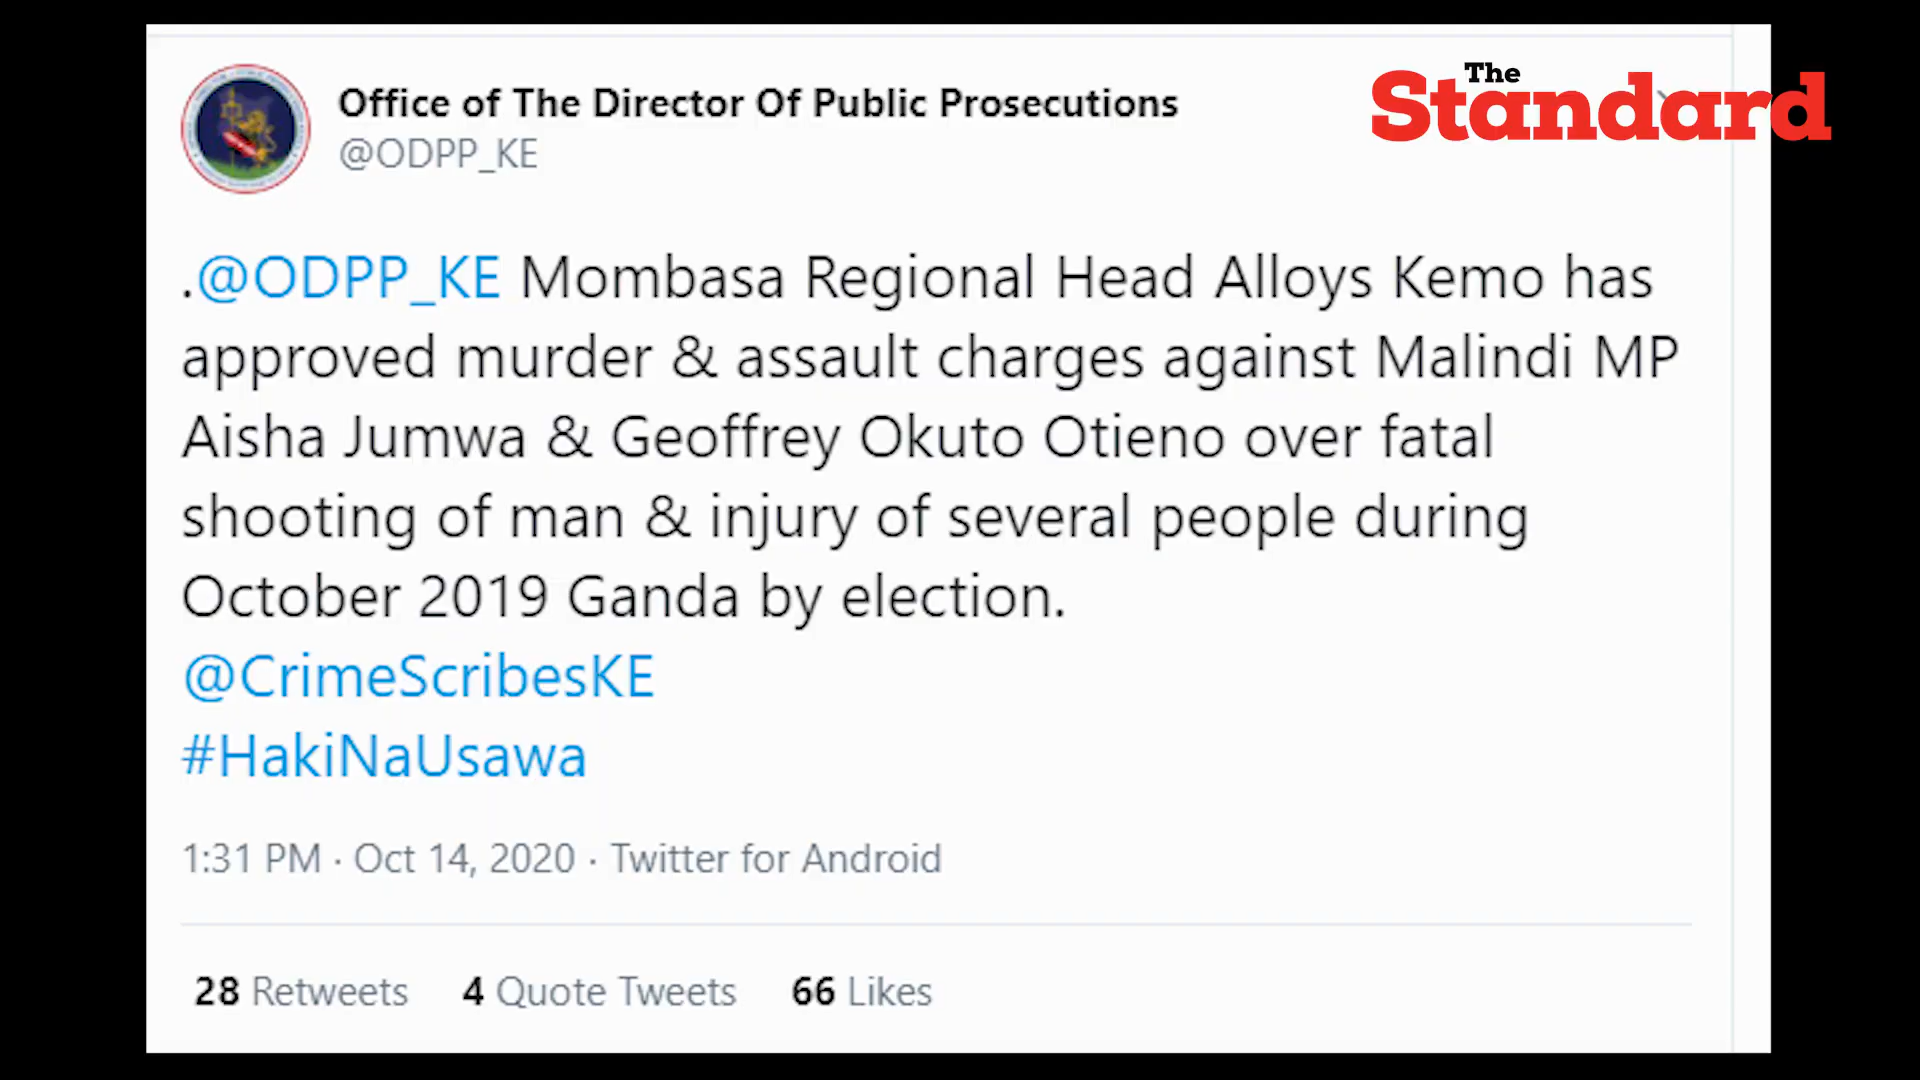 The
Standard
Office of The Director Of Public Prosecutions
@ODPP_KE
.@ODPP_KE Mombasa Regional Head Alloys Kemo has
approved murder & assault charges against Malindi MP
Aisha Jumwa & Geoffrey Okuto Otieno over fatal
shooting of man & injury of several people during
October 2019 Ganda by election.
@CrimeScribesKE
#HakiNaUsawa
1:31 PM · Oct 14, 2020 · Twitter for Android
28 Retweets 4 Quote Tweets 66 Likes